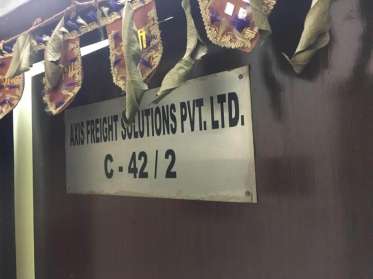 AXIS FREIGHT SOLUTIONS PVT. LTD.
C - 42 / 2